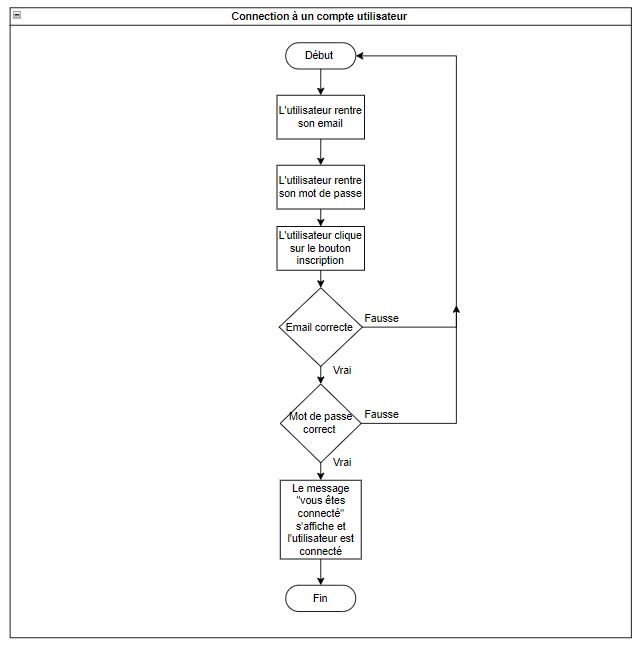 Connection à un compte utilisateur
Début
L'utilisateur rentre
son email
L'utilisateur rentre
son mot de passe
L'utilisateur clique
sur le bouton
inscription
Email correcte
Fausse
Vrai
Mot de passe
correct
Fausse
Vrai
Le message
"vous êtes
connecté"
s'affiche et
l'utilisateur est
connecté
Fin